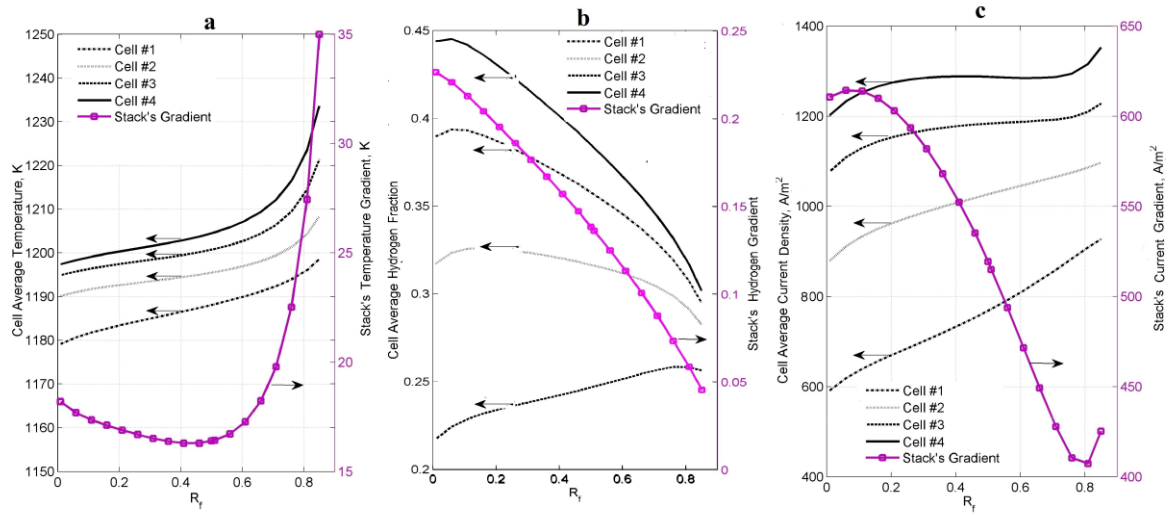 a
Cell Average Temperature, K
1250
1240
1230
1220
1210
1200
1190
1180
1170
1160
1150
Cell #1
Cell #2
Cell #3
Cell #4
Stack's Gradient
35
30
25
20
15
Stack's Temperature Gradient, K
0 0.2 0.4 0.6 0.8 1
Rf
b
Cell Average Hydrogen Fraction
0.45
0.4
0.35
0.3
0.25
0.2
Cell #1
Cell #2
Cell #3
Cell #4
Stack's Gradient
0.25
0.2
0.15
0.1
0.05
0
Stack's Hydrogen Gradient
0 0.2 0.4 0.6 0.8 1
Rf
c
Cell Average Current Density, A/m²
1400
1200
1000
800
600
400
Cell #1
Cell #2
Cell #3
Cell #4
Stack's Gradient
650
600
550
500
450
400
Stack's Current Gradient, A/m²
0 0.2 0.4 0.6 0.8 1
Rf